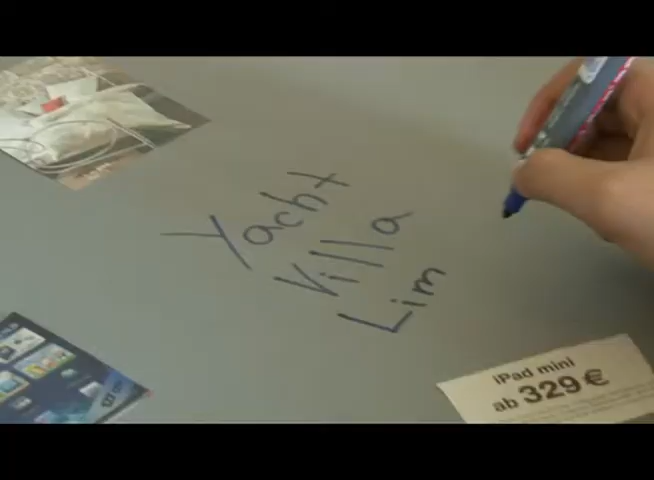 Yacht
Villa
Lim
iPad mini
ab 329 €